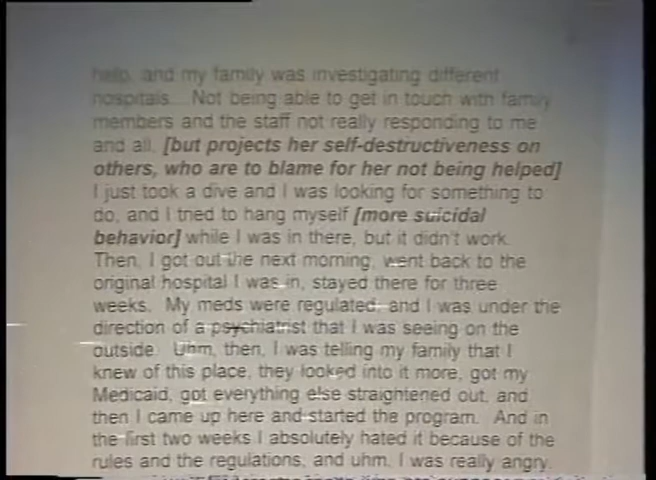 help, and my family was investigating different
hospitals... Not being able to get in touch with family
members and the staff not really responding to me
and all, [but projects her self-destructiveness on
others, who are to blame for her not being helped]
I just took a dive and I was looking for something to
do, and I tried to hang myself [more suicidal
behavior] while I was in there, but it didn't work.
Then, I got out the next morning, went back to the
original hospital I was in, stayed there for three
weeks. My meds were regulated, and I was under the
direction of a psychiatrist that I was seeing on the
outside. Uhm, then, I was telling my family that I
knew of this place, they looked into it more, got my
Medicaid, got everything else straightened out, and
then I came up here and started the program. And in
the first two weeks I absolutely hated it because of the
rules and the regulations, and uhm, I was really angry.